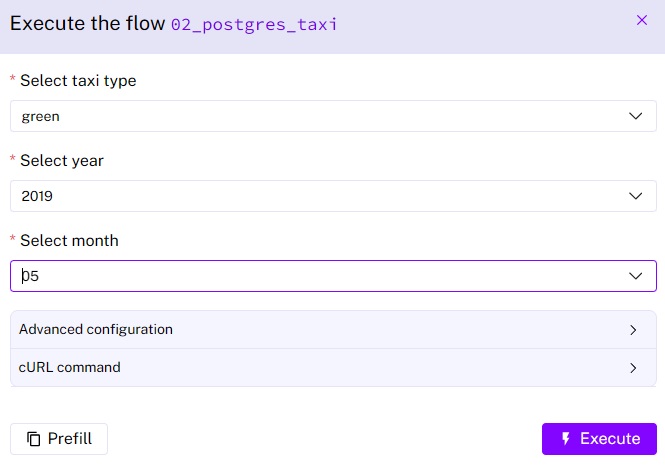 Execute the flow 02_postgres_taxi
* Select taxi type
green
* Select year
2019
* Select month
05
Advanced configuration
cURL command
Prefill
Execute